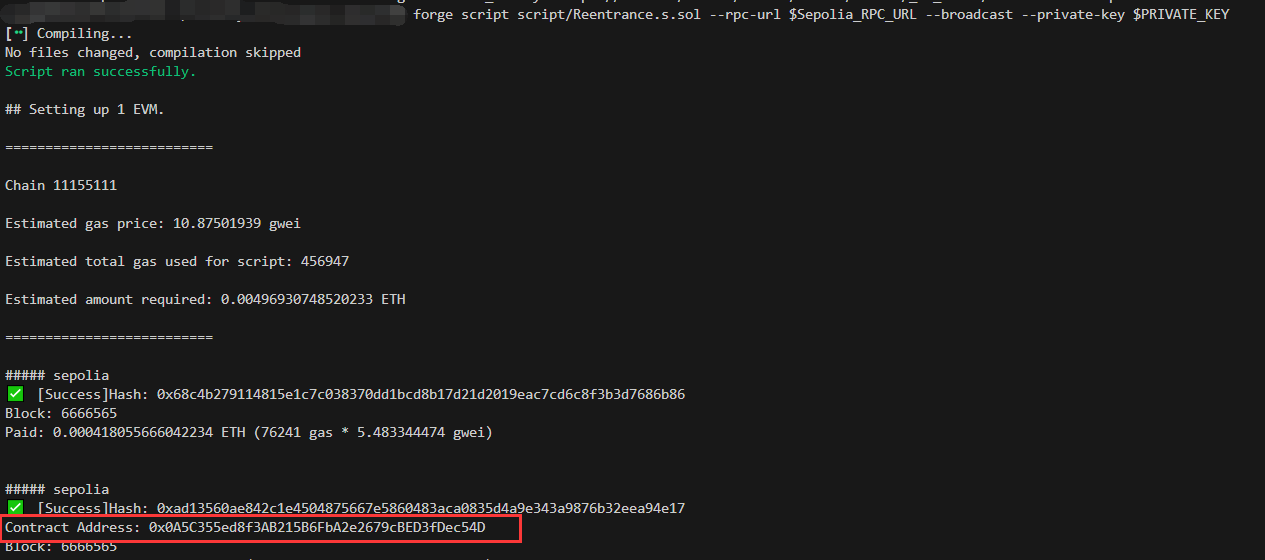 forge script script/Reentrance.s.sol --rpc-url $Sepolia_RPC_URL --broadcast --private-key $PRIVATE_KEY
[⠒] Compiling...
No files changed, compilation skipped
Script ran successfully.
## Setting up 1 EVM.
==========================
Chain 11155111
Estimated gas price: 10.87501939 gwei
Estimated total gas used for script: 456947
Estimated amount required: 0.00496930748520233 ETH
==========================
##### sepolia
✅  [Success]Hash: 0x68c4b279114815e1c7c038370dd1bcd8b17d21d2019eac7cd6c8f3b3d7686b86
Block: 6666565
Paid: 0.000418055666042234 ETH (76241 gas * 5.483344474 gwei)
##### sepolia
✅  [Success]Hash: 0xad13560ae842c1e4504875667e5860483aca0835d4a9e343a9876b32eea94e17
Contract Address: 0x0A5C355ed8f3AB215B6FbA2e2679cBED3fDec54D
Block: 6666565